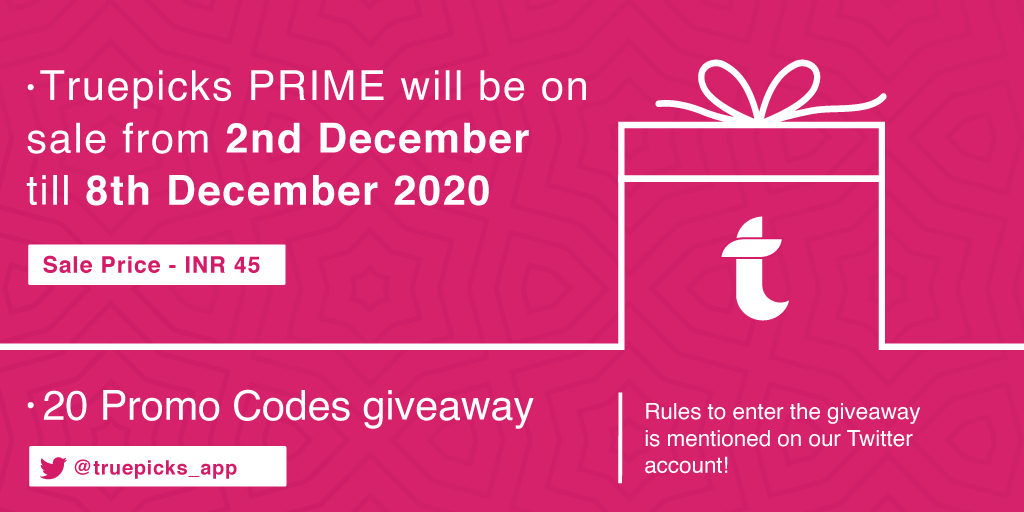 · Truepicks PRIME will be on
sale from 2nd December
till 8th December 2020
Sale Price - INR 45
t
· 20 Promo Codes giveaway
@truepicks_app
Rules to enter the giveaway
is mentioned on our Twitter
account!